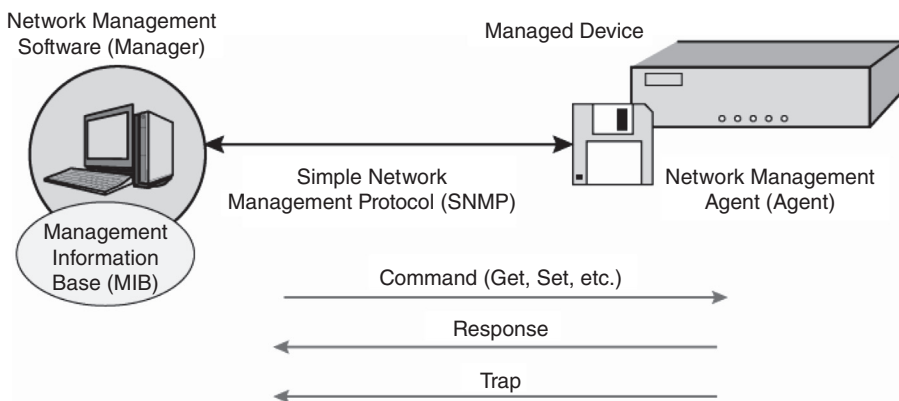 Network Management
Software (Manager)
Managed Device
Simple Network
Management Protocol (SNMP)
Network Management
Agent (Agent)
Management
Information
Base (MIB)
Command (Get, Set, etc.)
Response
Trap